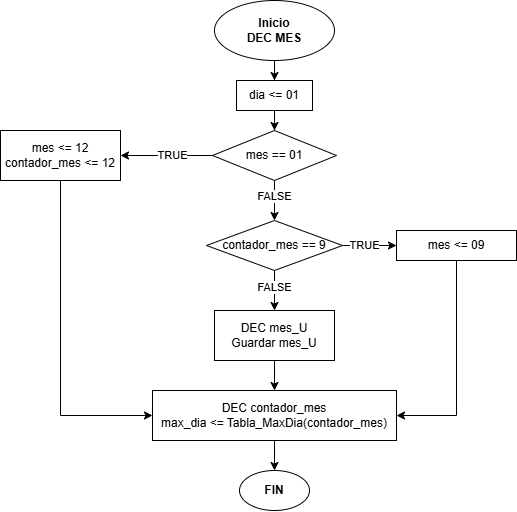 Inicio
DEC MES
dia <= 01
mes == 01
TRUE
mes <= 12
contador_mes <= 12
FALSE
contador_mes == 9
TRUE
mes <= 09
FALSE
DEC mes_U
Guardar mes_U
DEC contador_mes
max_dia <= Tabla_MaxDia(contador_mes)
FIN